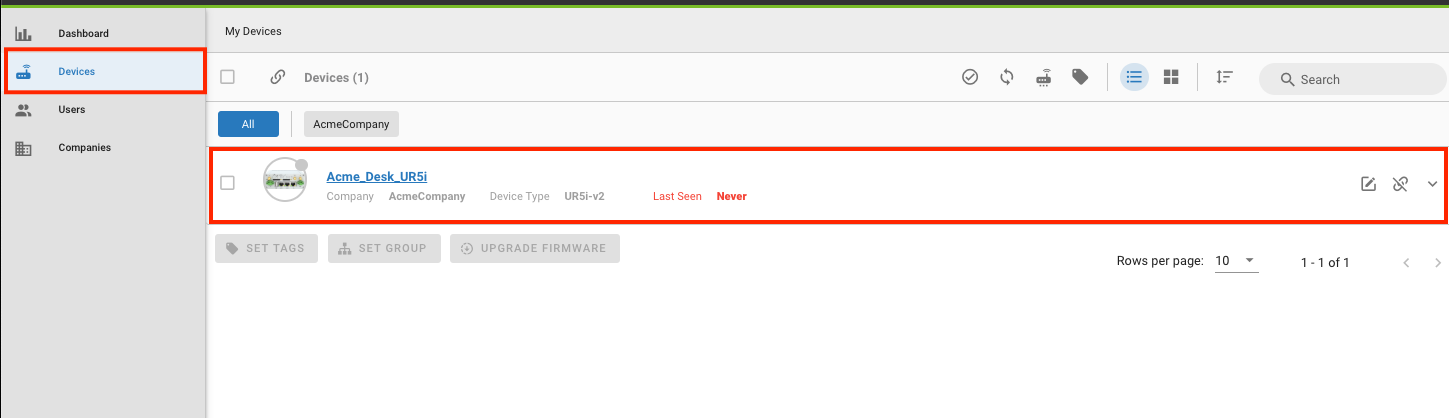 Dashboard
Devices
Users
Companies
My Devices
Devices (1)
Search
All
AcmeCompany
Acme_Desk_UR5i
Company AcmeCompany Device Type UR5i-v2 Last Seen Never
SET TAGS SET GROUP UPGRADE FIRMWARE
Rows per page: 10 1 - 1 of 1